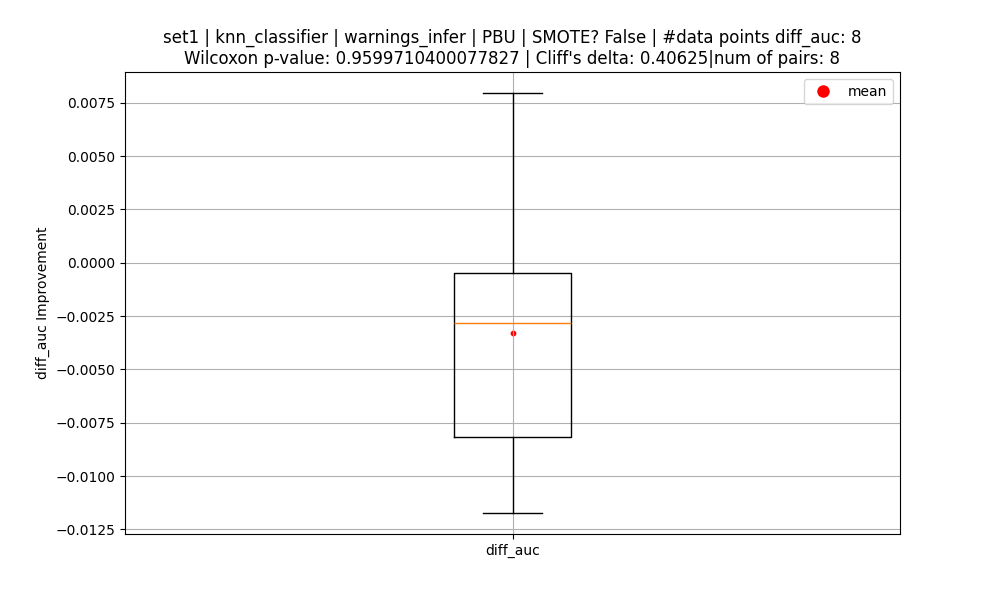 set1 | knn_classifier | warnings_infer | PBU | SMOTE? False | #data points diff_auc: 8
Wilcoxon p-value: 0.9599710400077827 | Cliff's delta: 0.40625|num of pairs: 8
mean
0.0075
0.0050
0.0025
0.0000
−0.0025
−0.0050
−0.0075
−0.0100
−0.0125
diff_auc Improvement
diff_auc